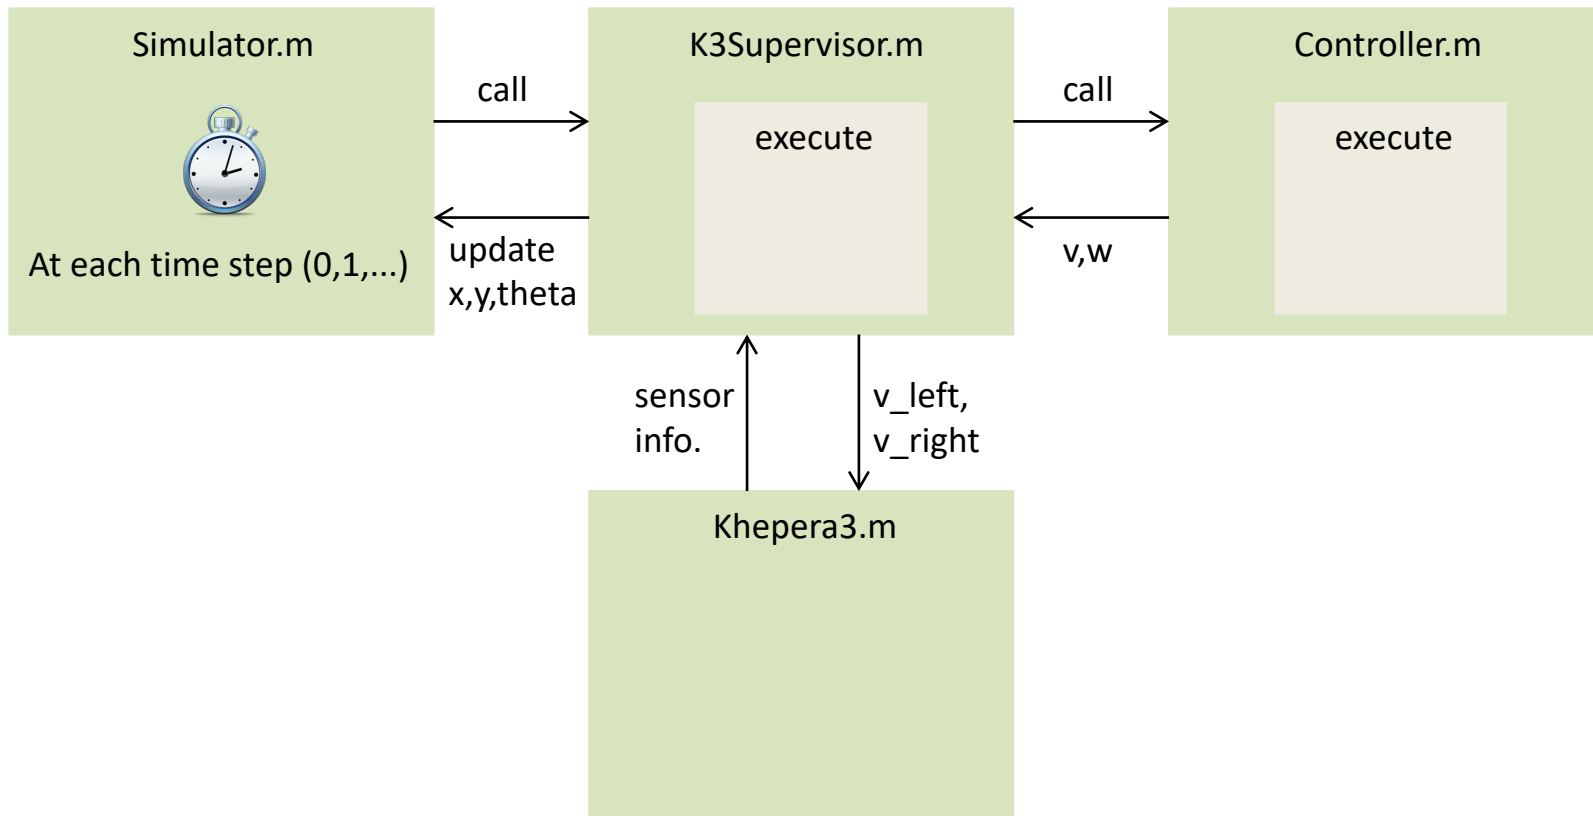 Simulator.m
At each time step (0,1,...)
call
update
x,y,theta
K3Supervisor.m
execute
call
v,w
Controller.m
execute
sensor
info.
v_left,
v_right
Khepera3.m